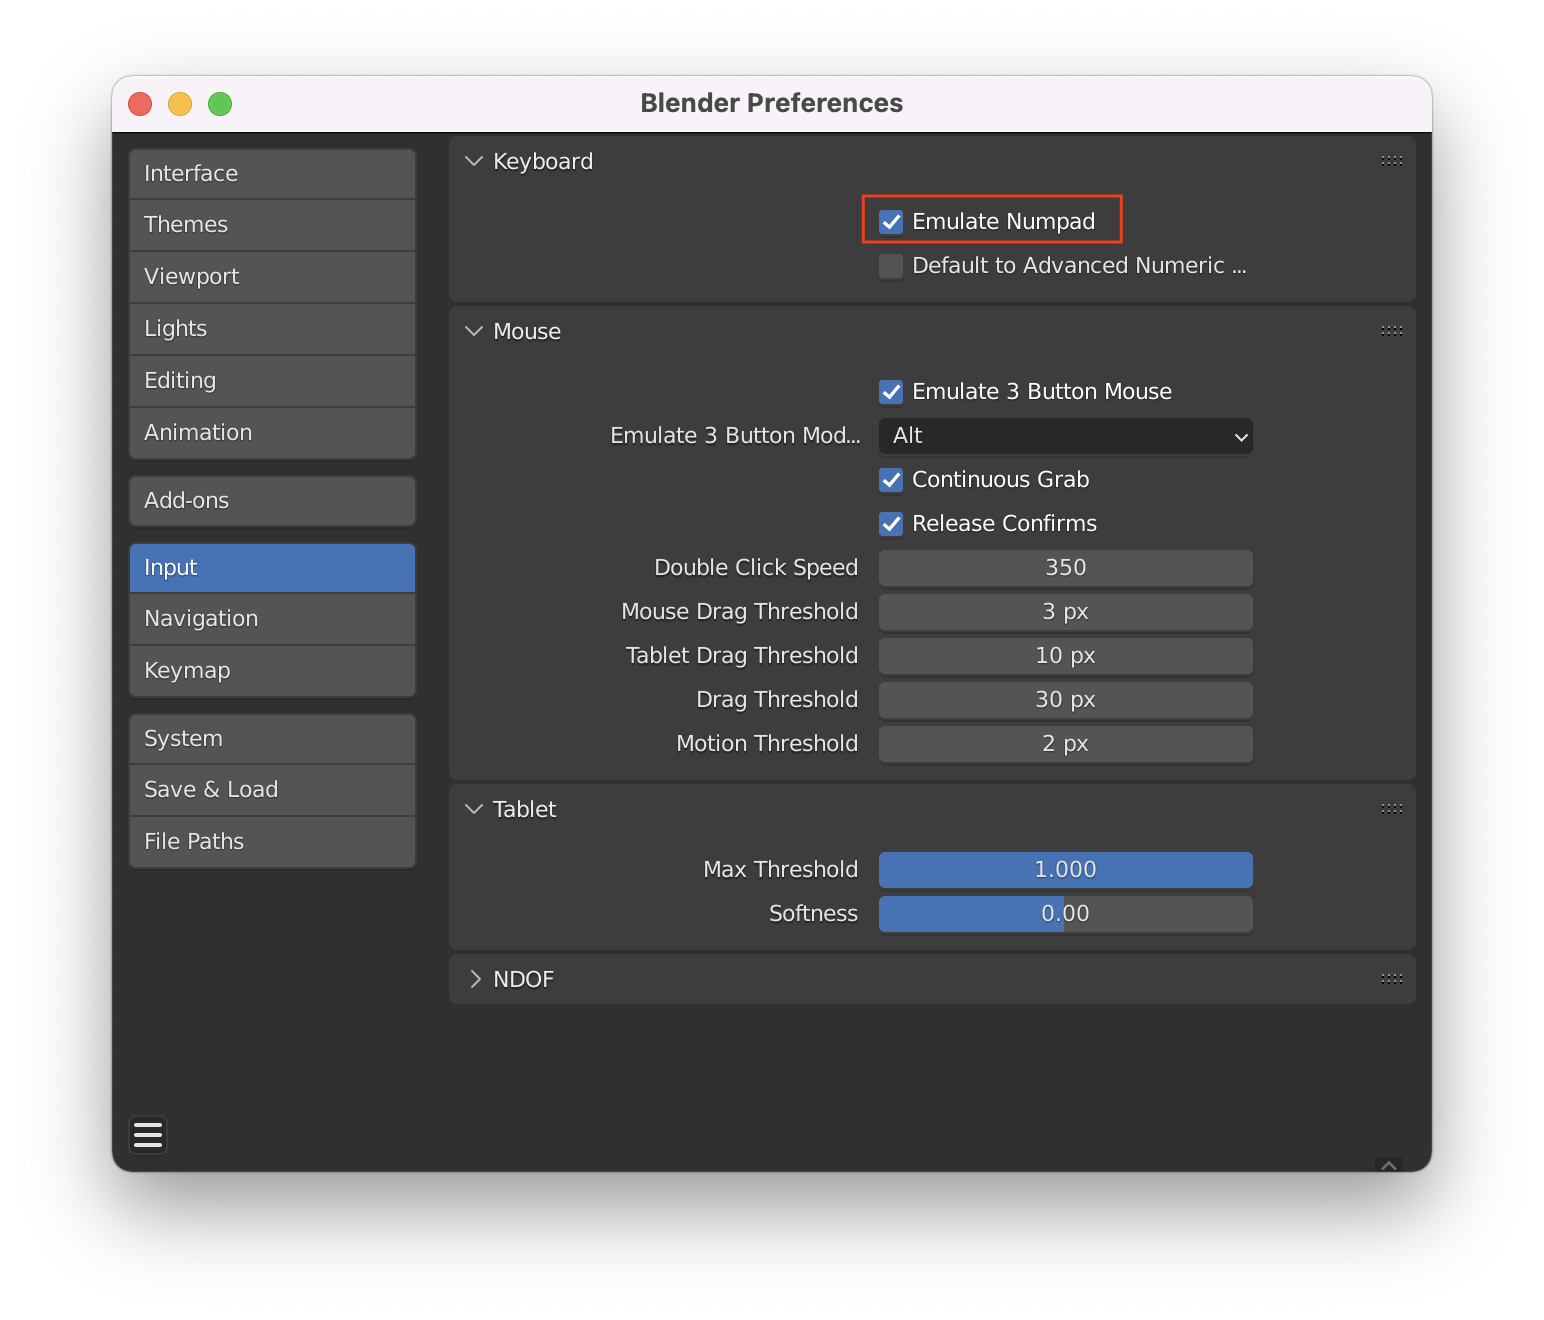 Blender Preferences
Interface
Themes
Viewport
Lights
Editing
Animation
Add-ons
Input
Navigation
Keymap
System
Save & Load
File Paths
Keyboard
Emulate Numpad
Default to Advanced Numeric ...
Mouse
Emulate 3 Button Mouse
Emulate 3 Button Mod... Alt
Continuous Grab
Release Confirms
Double Click Speed 350
Mouse Drag Threshold 3 px
Tablet Drag Threshold 10 px
Drag Threshold 30 px
Motion Threshold 2 px
Tablet
Max Threshold 1.000
Softness 0.00
NDOF